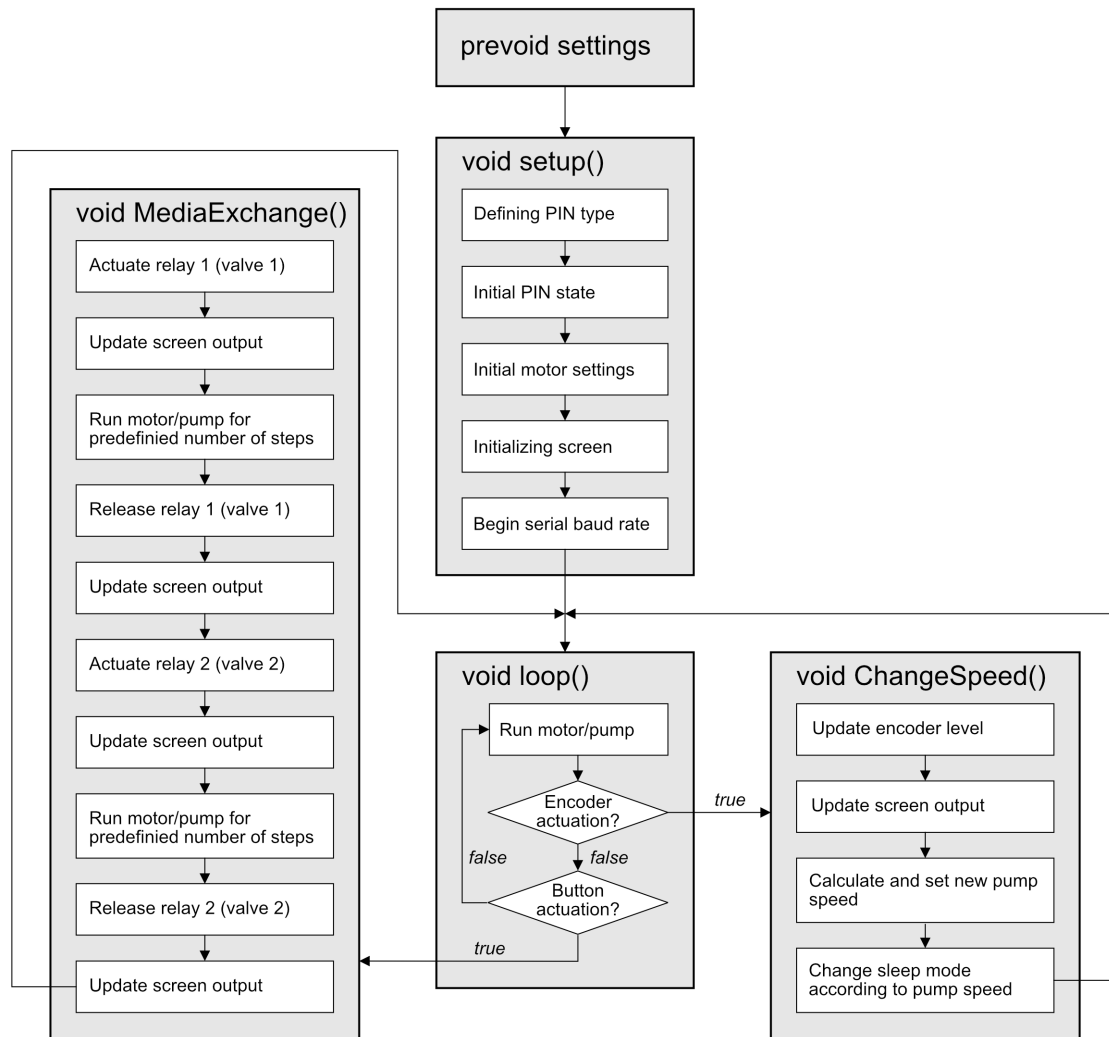 prevoid settings
void setup()
Defining PIN type
Initial PIN state
Initial motor settings
Initializing screen
Begin serial baud rate
void MediaExchange()
Actuate relay 1 (valve 1)
Update screen output
Run motor/pump for
predefinied number of steps
Release relay 1 (valve 1)
Update screen output
Actuate relay 2 (valve 2)
Update screen output
Run motor/pump for
predefinied number of steps
Release relay 2 (valve 2)
Update screen output
void loop()
Run motor/pump
Encoder
actuation?
true
false
false
Button
actuation?
true
void ChangeSpeed()
Update encoder level
Update screen output
Calculate and set new pump
speed
Change sleep mode
according to pump speed